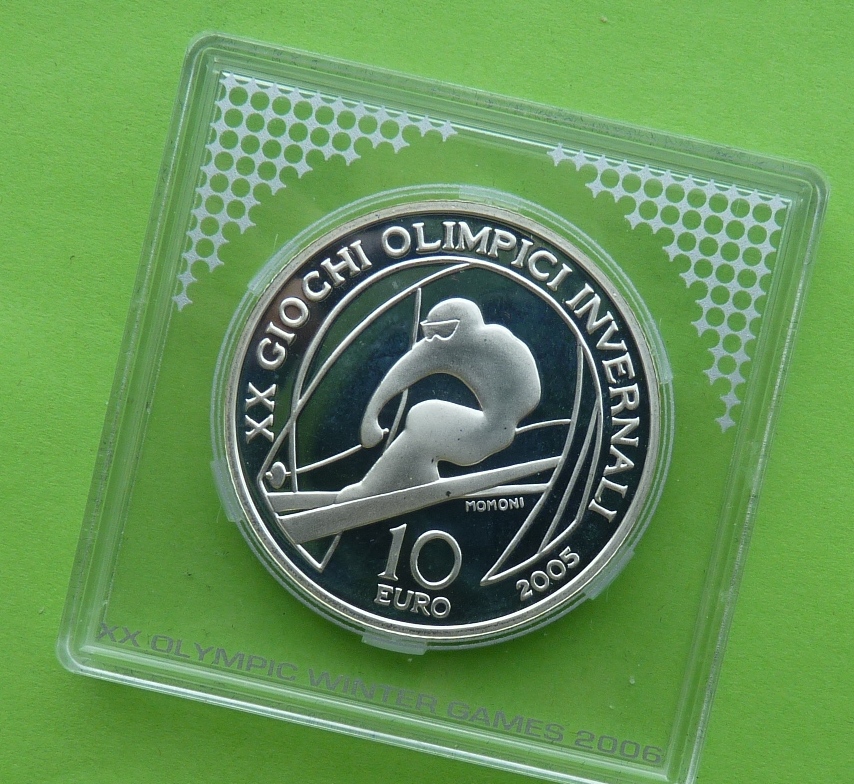 XX GIOCHI OLIMPICI INVERNALI
MOMONI
10
EURO
2005
XX OLYMPIC WINTER GAMES 2006